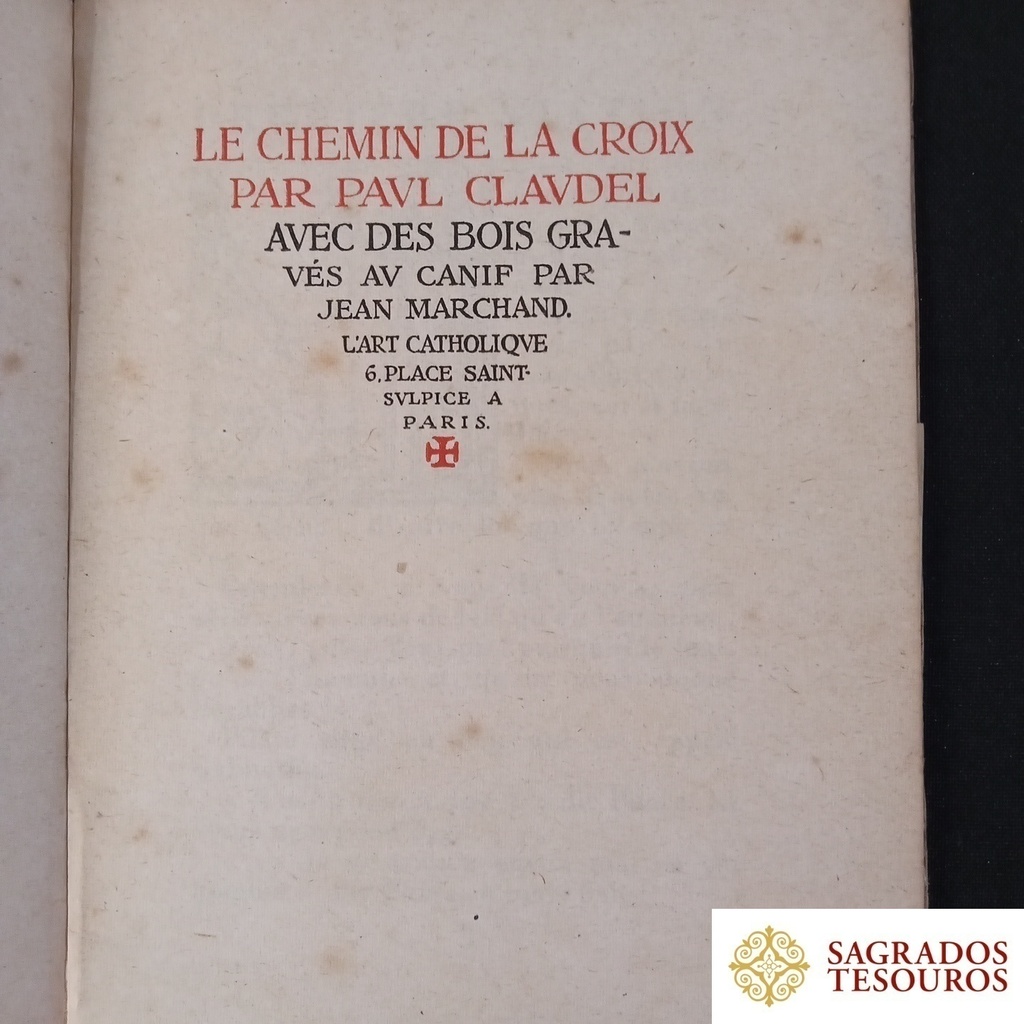 LE CHEMIN DE LA CROIX
PAR PAVL CLAVDEL
AVEC DES BOIS GRA-
VÉS AV CANIF PAR
JEAN MARCHAND.
L'ART CATHOLIQVE
6, PLACE SAINT-
SVLPICE A
PARIS.
SAGRADOS
TESOUROS